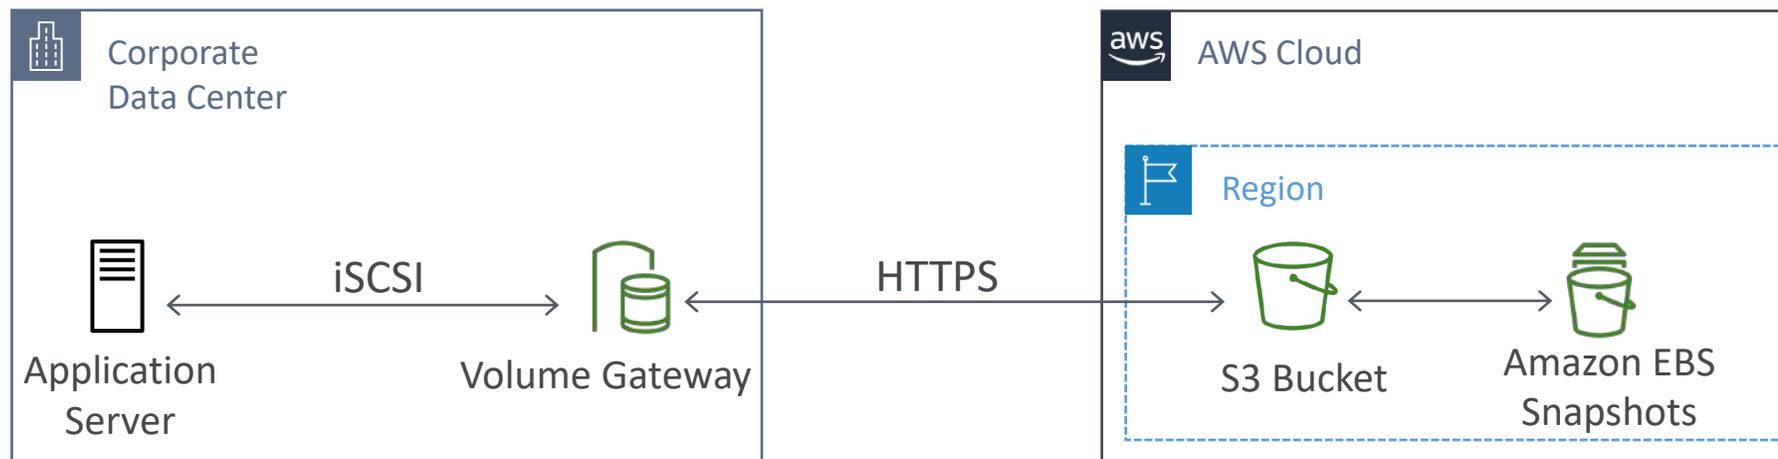 Corporate
Data Center
aws
AWS Cloud
Region
iSCSI
HTTPS
Application
Server
Volume Gateway
S3 Bucket
Amazon EBS
Snapshots